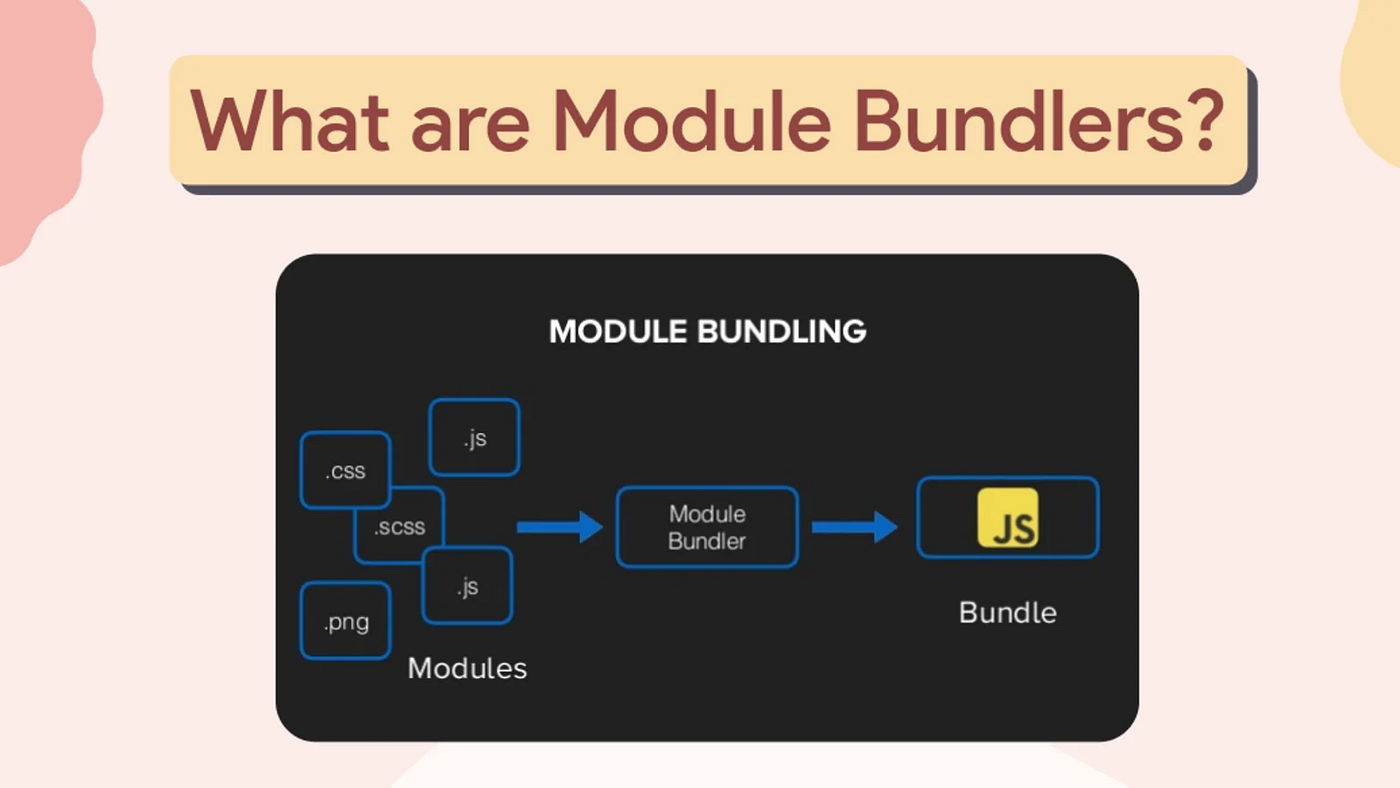 What are Module Bundlers?
MODULE BUNDLING
.js
.css
.scss
.js
.png
Modules
Module
Bundler
JS
Bundle